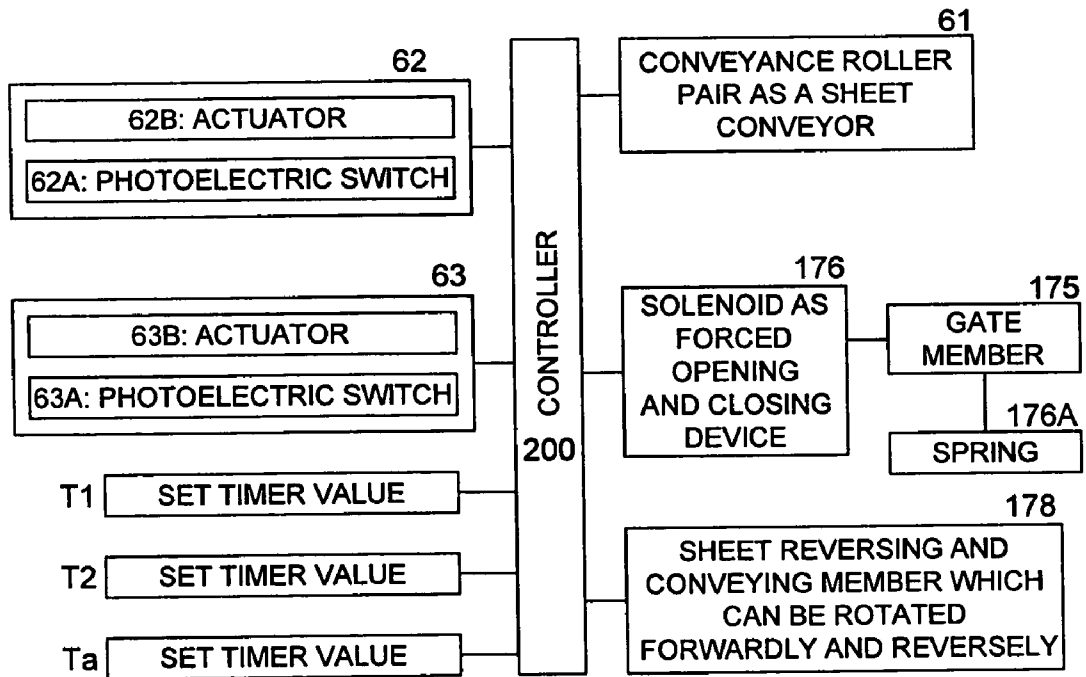 62
62B: ACTUATOR
62A: PHOTOELECTRIC SWITCH
63
63B: ACTUATOR
63A: PHOTOELECTRIC SWITCH
T1 SET TIMER VALUE
T2 SET TIMER VALUE
Ta SET TIMER VALUE
CONTROLLER
200
61
CONVEYANCE ROLLER
PAIR AS A SHEET
CONVEYOR
176
SOLENOID AS
FORCED
OPENING
AND CLOSING
DEVICE
175
GATE
MEMBER
176A
SPRING
178
SHEET REVERSING AND
CONVEYING MEMBER WHICH
CAN BE ROTATED
FORWARDLY AND REVERSELY